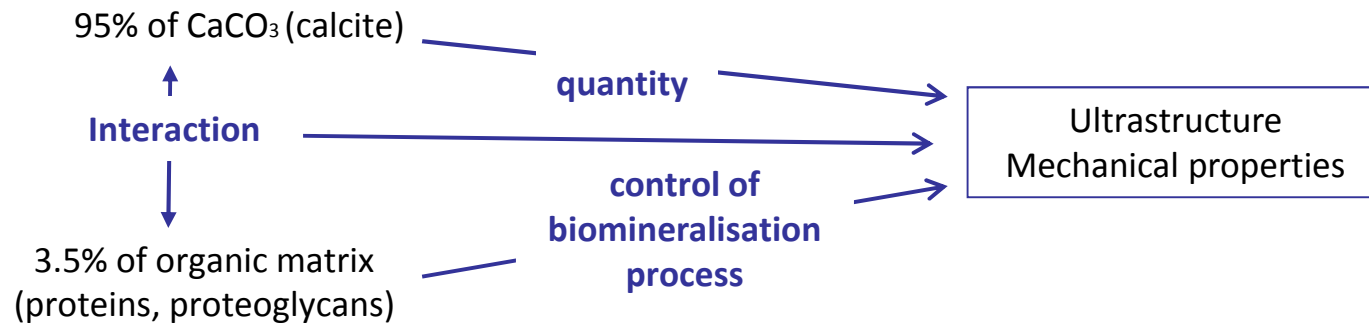 95% of CaCO₃ (calcite)
quantity
Interaction
Ultrastructure
Mechanical properties
control of
biomineralisation
process
3.5% of organic matrix
(proteins, proteoglycans)